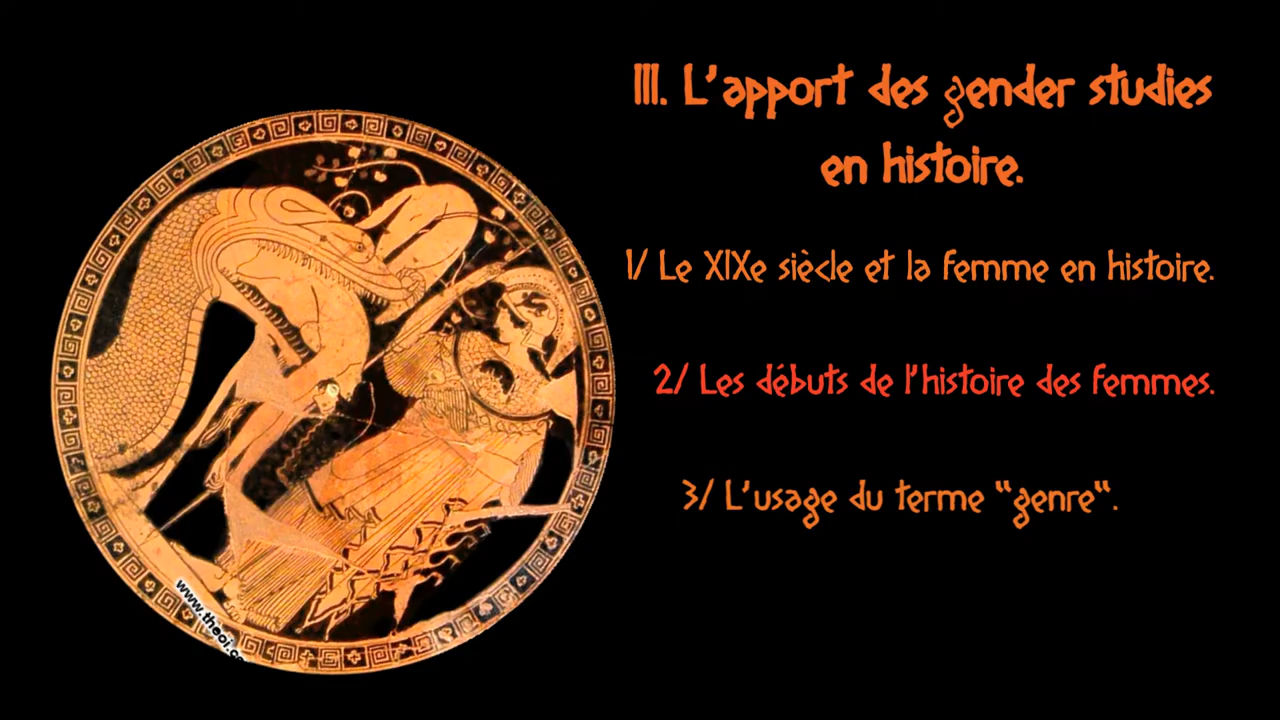 III. L'apport des gender studies
en histoire.
1/ Le XIXe siècle et la femme en histoire.
2/ Les débuts de l'histoire des femmes.
3/ L'usage du terme "genre".
www.theoi.co